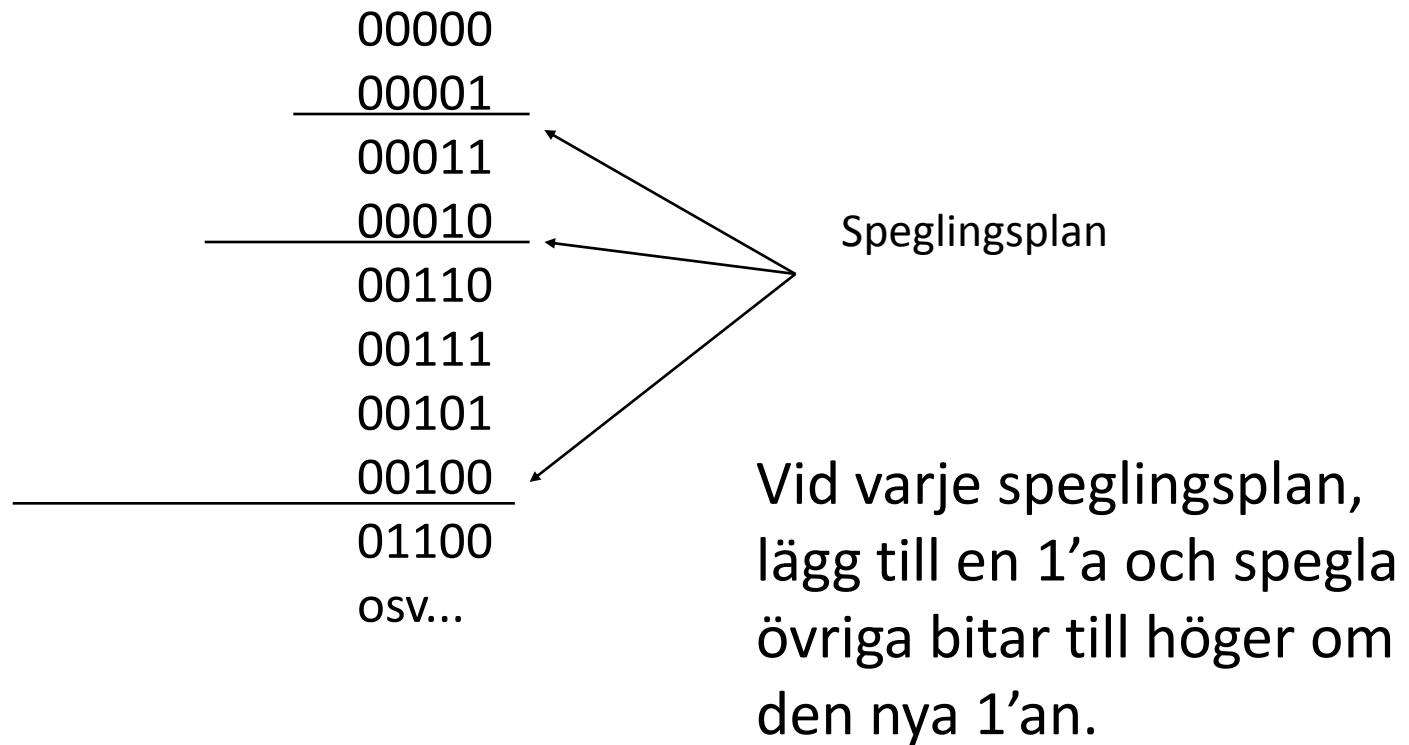 00000
00001
00011
00010
00110
00111
00101
00100
01100
osv...
Speglingsplan
Vid varje speglingsplan,
lägg till en 1’a och spegla
övriga bitar till höger om
den nya 1’an.